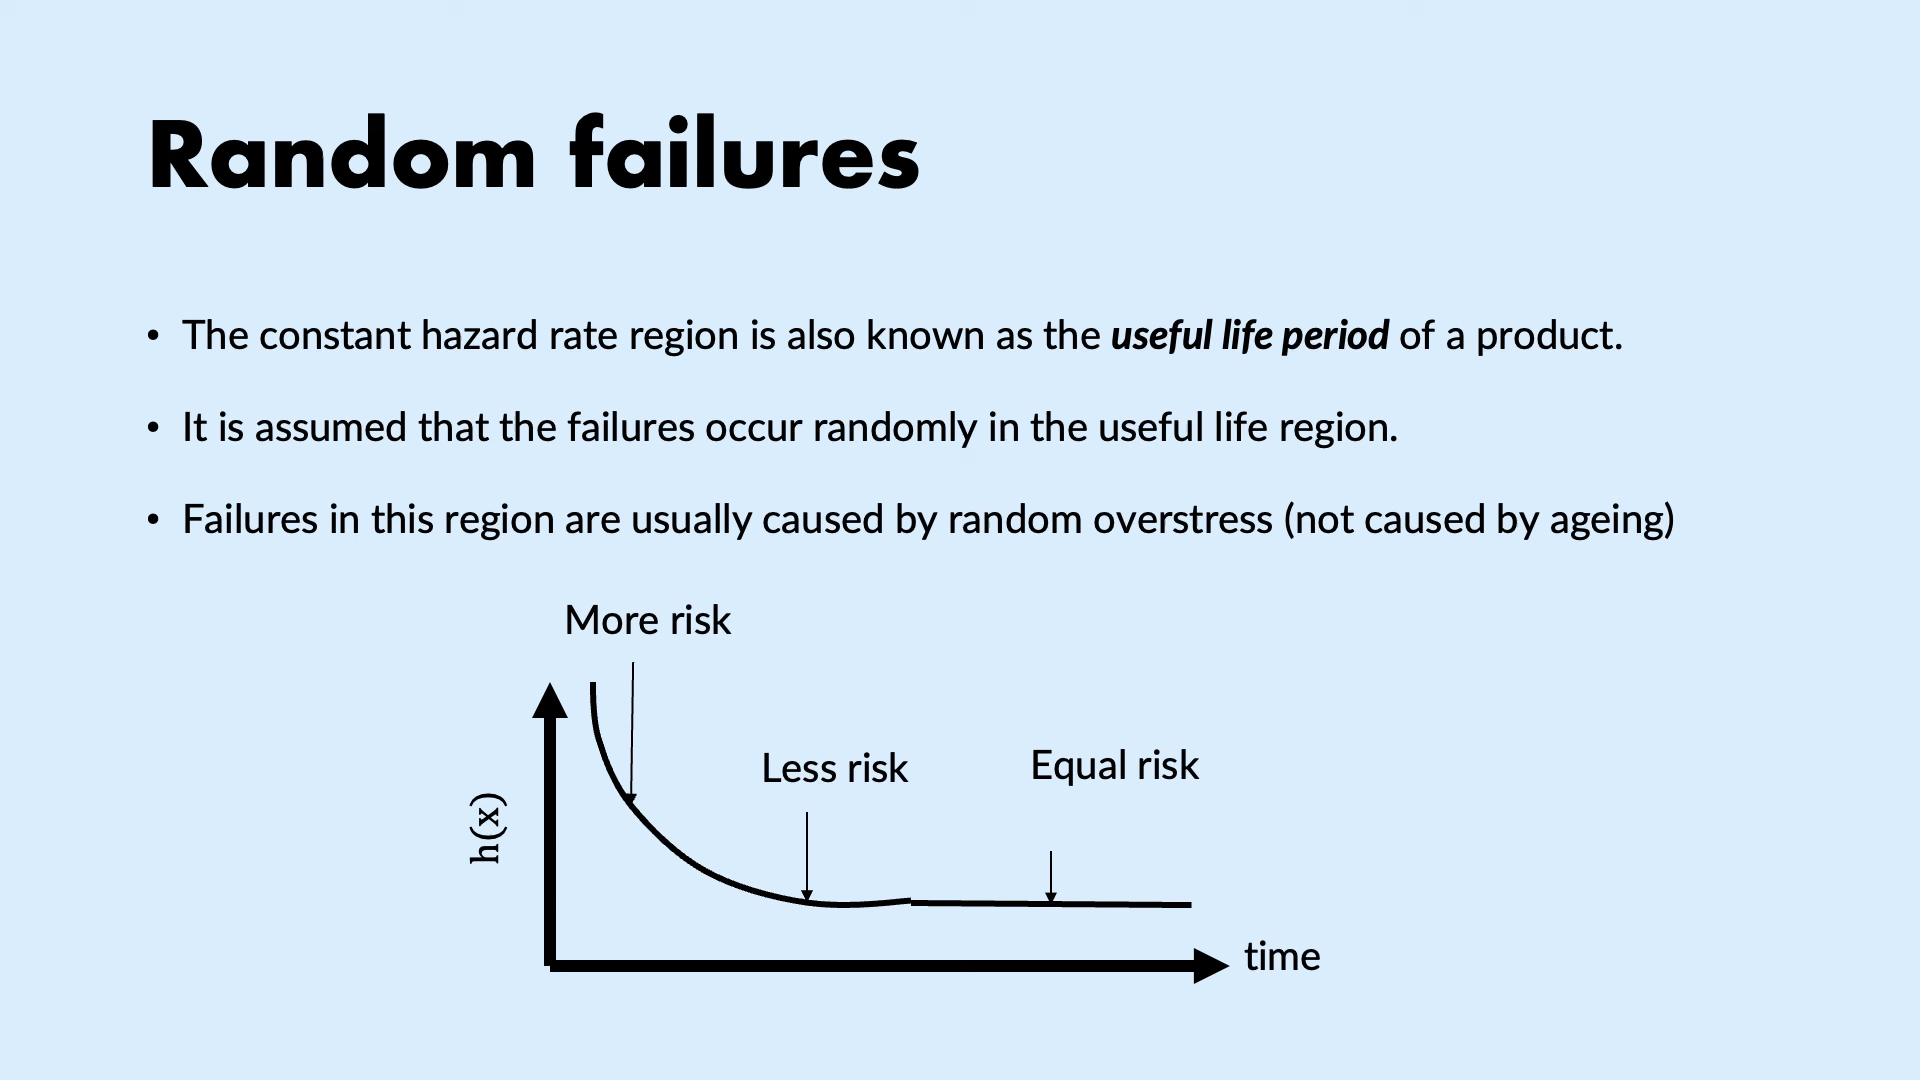 Random failures
• The constant hazard rate region is also known as the useful life period of a product.
• It is assumed that the failures occur randomly in the useful life region.
• Failures in this region are usually caused by random overstress (not caused by ageing)
More risk
Less risk
Equal risk
h(x)
time